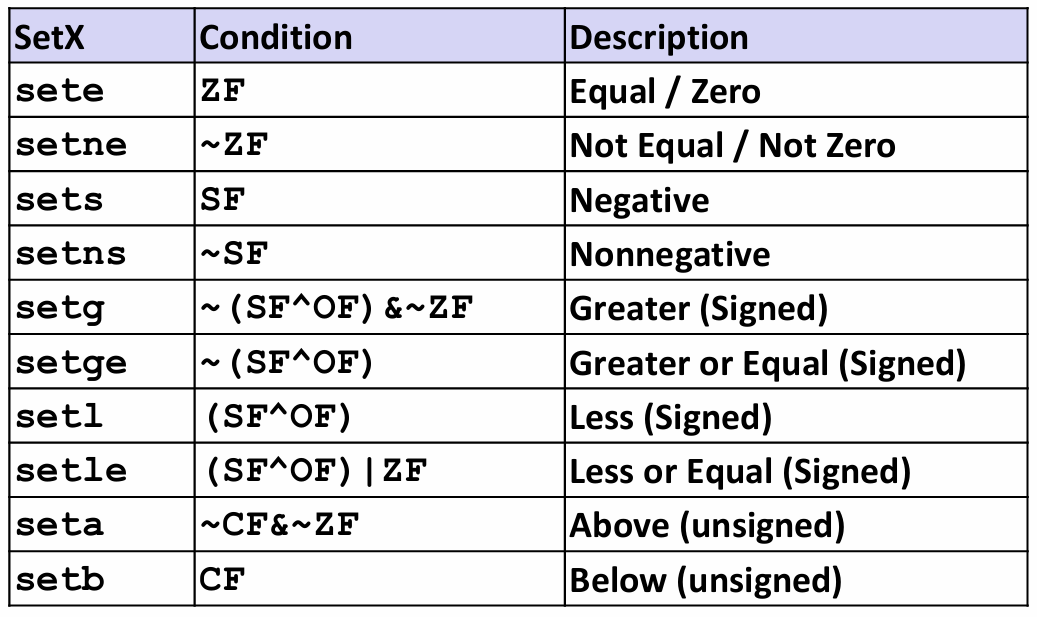 SetX Condition Description
sete ZF Equal / Zero
setne ~ZF Not Equal / Not Zero
sets SF Negative
setns ~SF Nonnegative
setg ~(SF^OF)&~ZF Greater (Signed)
setge ~(SF^OF) Greater or Equal (Signed)
setl (SF^OF) Less (Signed)
setle (SF^OF)|ZF Less or Equal (Signed)
seta ~CF&~ZF Above (unsigned)
setb CF Below (unsigned)